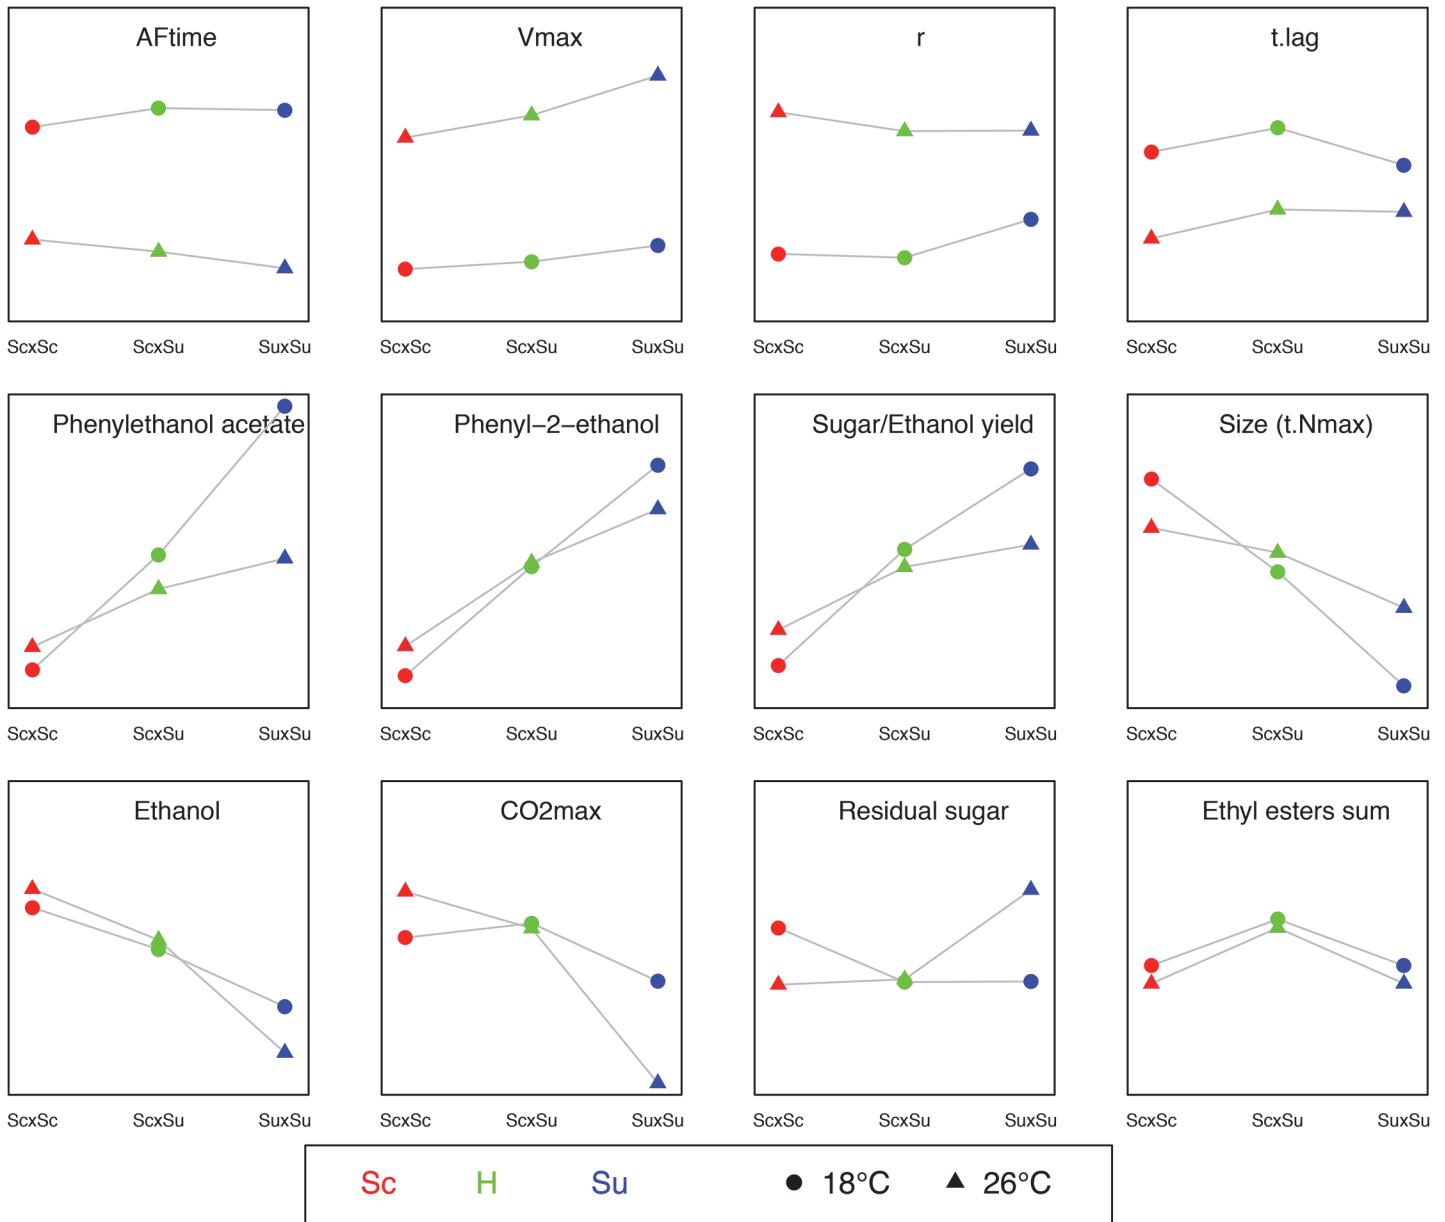 AFtime Vmax r t.lag
ScxSc ScxSu SuxSu ScxSc ScxSu SuxSu ScxSc ScxSu SuxSu ScxSc ScxSu SuxSu
Phenylethanol acetate Phenyl−2−ethanol Sugar/Ethanol yield Size (t.Nmax)
ScxSc ScxSu SuxSu ScxSc ScxSu SuxSu ScxSc ScxSu SuxSu ScxSc ScxSu SuxSu
Ethanol CO2max Residual sugar Ethyl esters sum
ScxSc ScxSu SuxSu ScxSc ScxSu SuxSu ScxSc ScxSu SuxSu ScxSc ScxSu SuxSu
Sc H Su 18°C 26°C